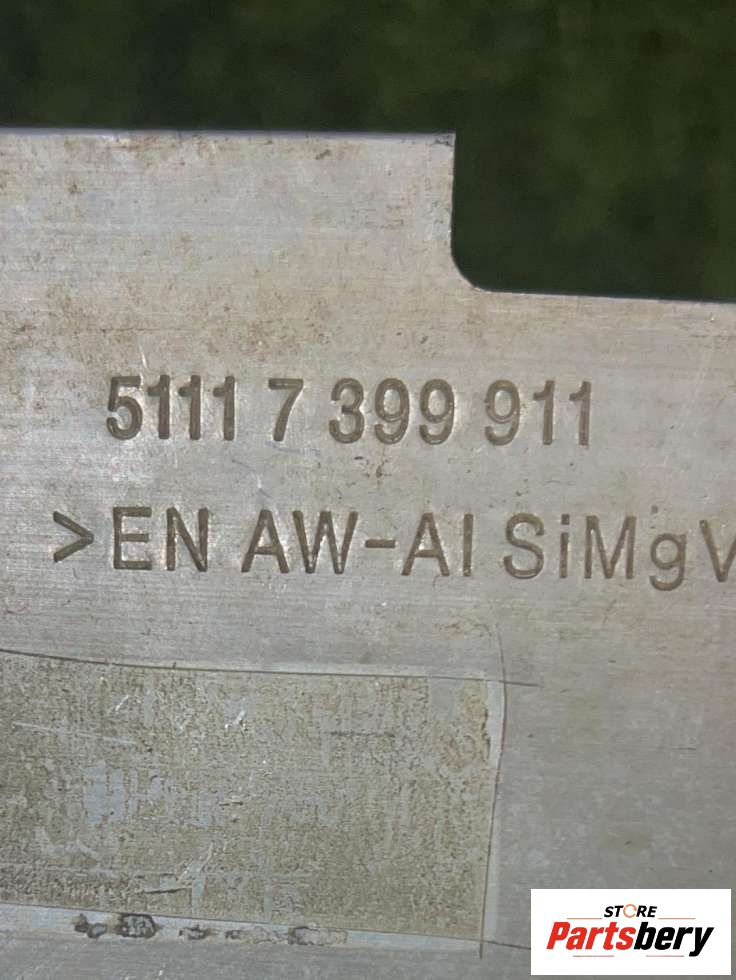 5111 7 399 911
>EN AW-Al SiMgV
STORE
Partsbery